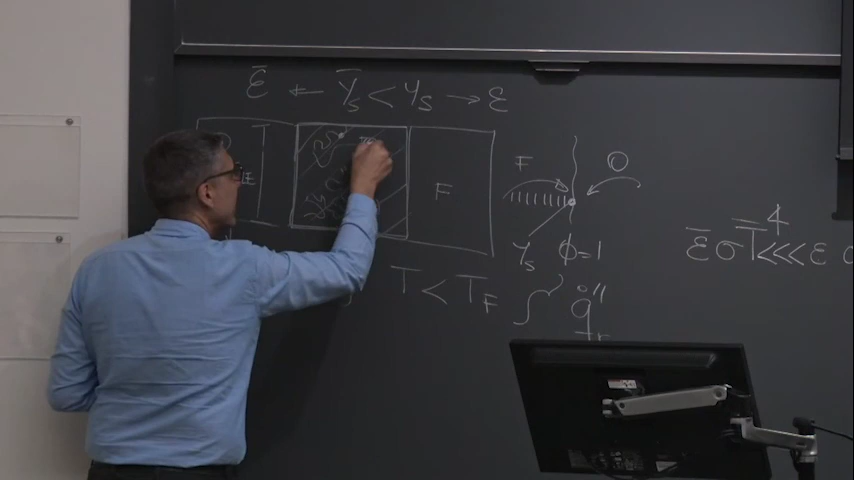 ε̄ ← Ȳs < Ys → ε
F O
E F
Ys ϕ=1
ε̄ σ T̄⁴ <<< ε σ
T < TF ∫ q̇″r